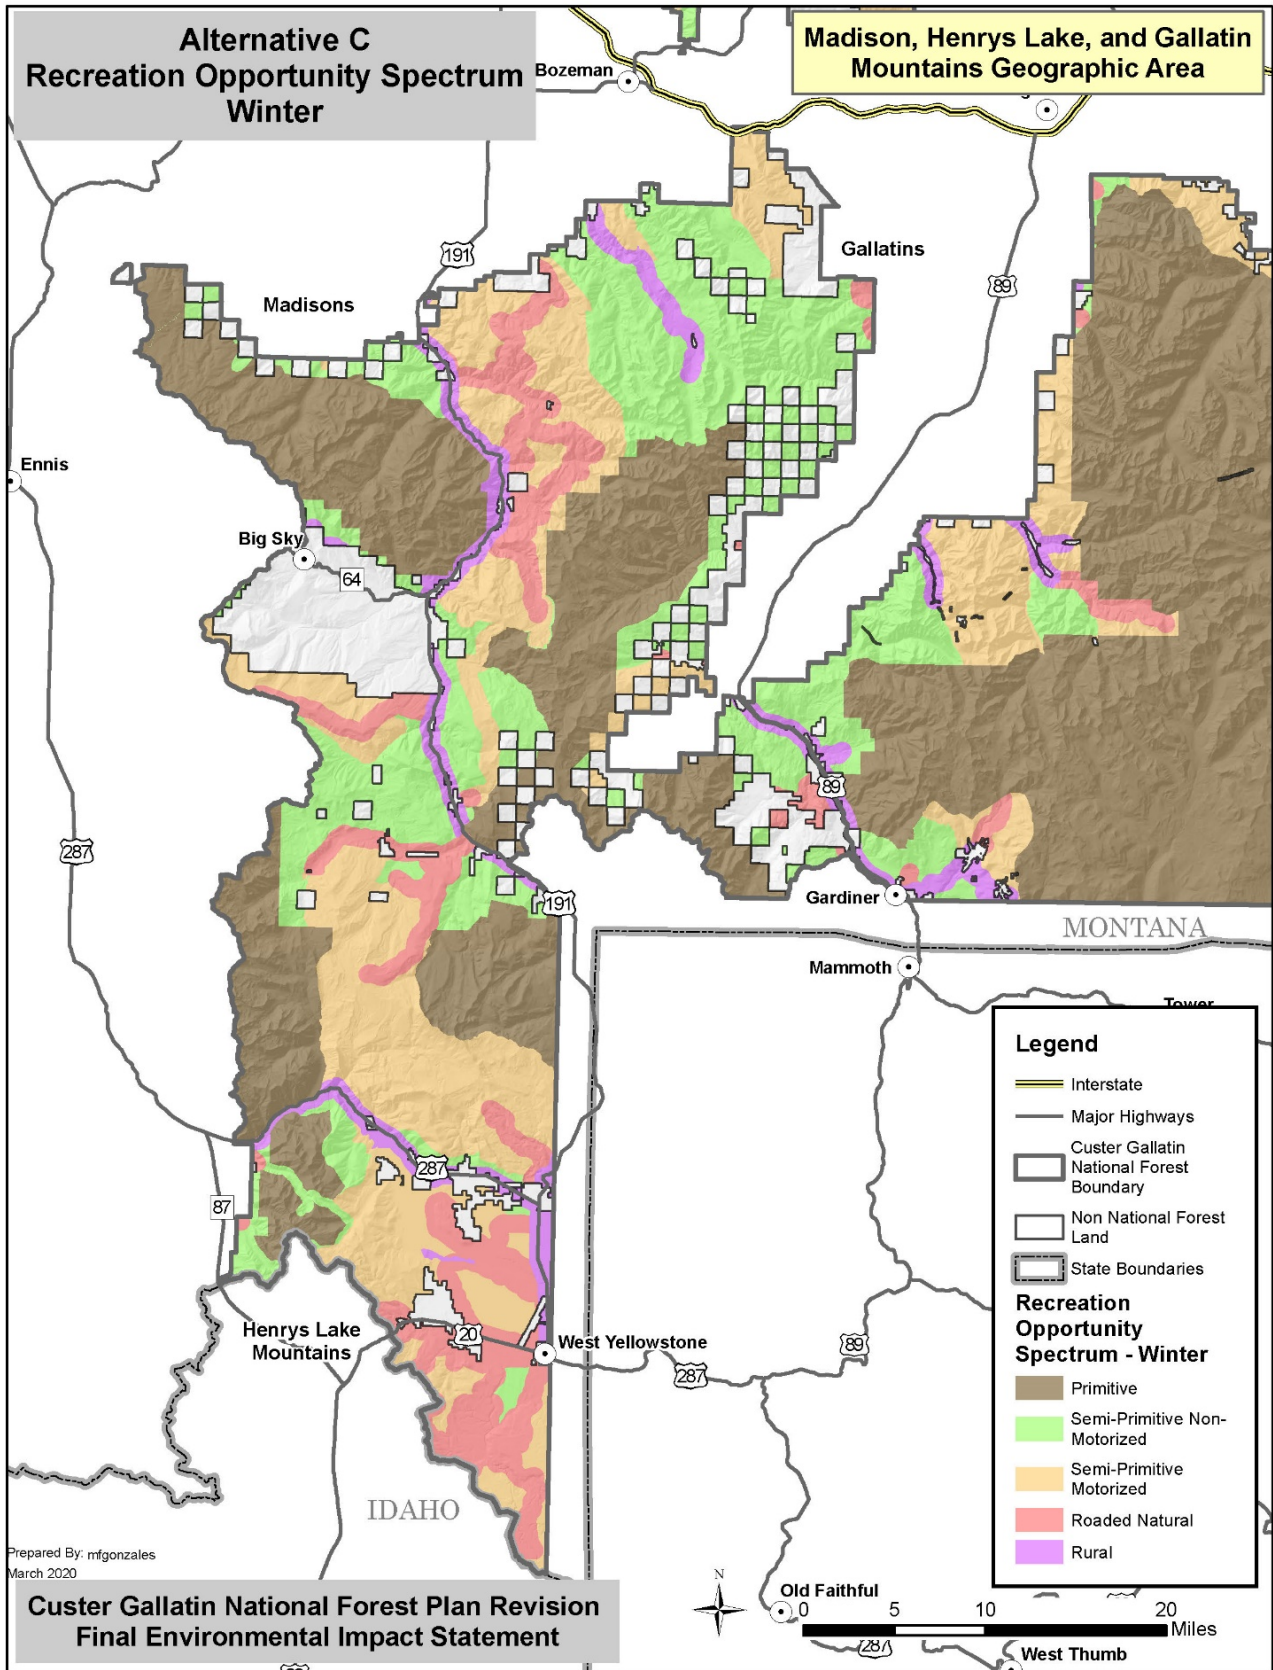 Alternative C
Recreation Opportunity Spectrum
Winter
Madison, Henrys Lake, and Gallatin
Mountains Geographic Area
Bozeman
191
Gallatins
89
Madisons
Ennis
Big Sky
64
287
89
191
Gardiner
MONTANA
Mammoth
Tower
287
87
Henrys Lake
Mountains
20
West Yellowstone
89
287
IDAHO
Legend
Interstate
Major Highways
Custer Gallatin
National Forest
Boundary
Non National Forest
Land
State Boundaries
Recreation
Opportunity
Spectrum - Winter
Primitive
Semi-Primitive Non-
Motorized
Semi-Primitive
Motorized
Roaded Natural
Rural
Prepared By: mfgonzales
March 2020
Custer Gallatin National Forest Plan Revision
Final Environmental Impact Statement
N
Old Faithful
0 5 10 20
Miles
287
West Thumb